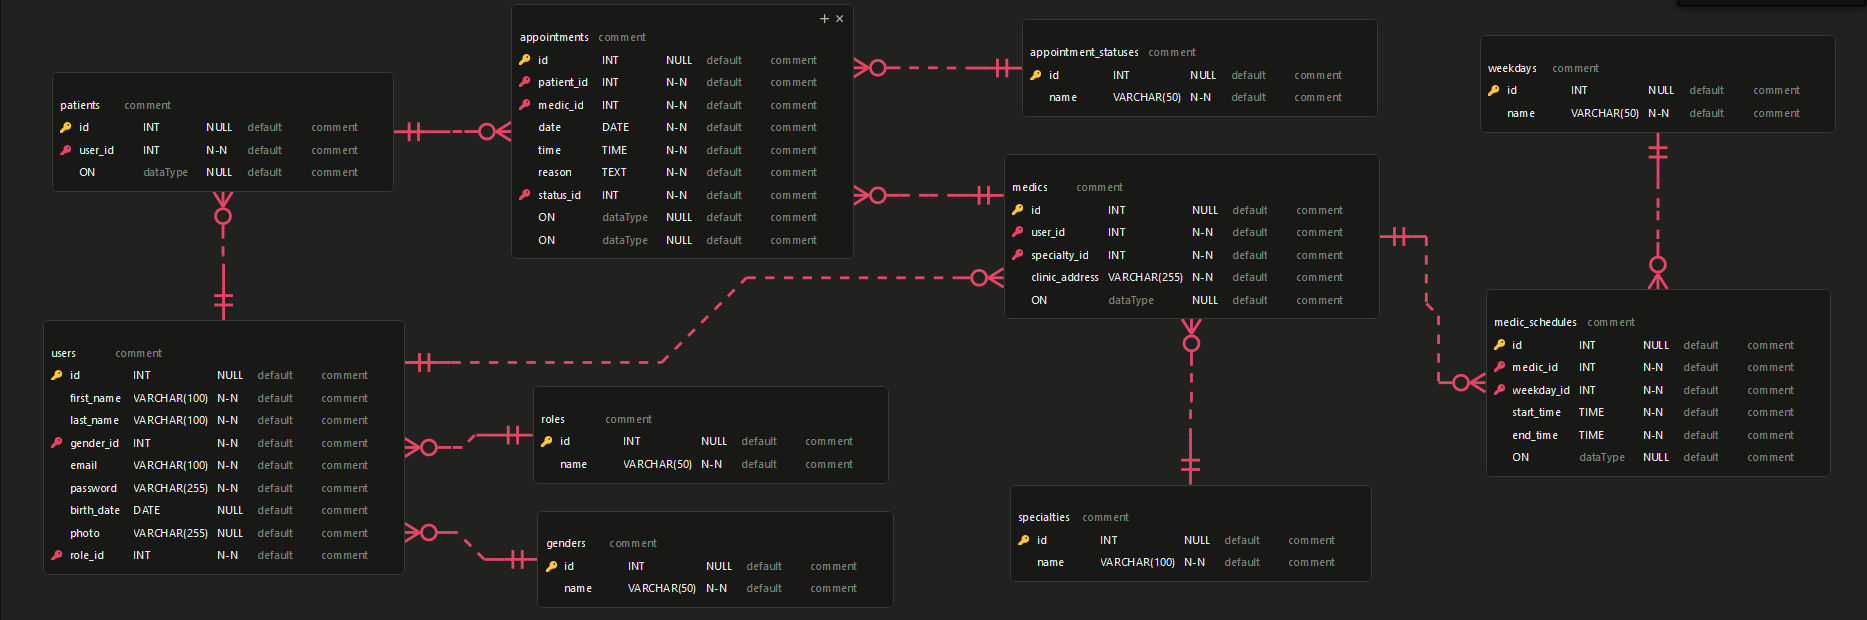 patients comment
id INT NULL default comment
user_id INT N-N default comment
ON dataType NULL default comment
appointments comment
id INT NULL default comment
patient_id INT N-N default comment
medic_id INT N-N default comment
date DATE N-N default comment
time TIME N-N default comment
reason TEXT N-N default comment
status_id INT N-N default comment
ON dataType NULL default comment
ON dataType NULL default comment
appointment_statuses comment
id INT NULL default comment
name VARCHAR(50) N-N default comment
weekdays comment
id INT NULL default comment
name VARCHAR(50) N-N default comment
medics comment
id INT NULL default comment
user_id INT N-N default comment
specialty_id INT N-N default comment
clinic_address VARCHAR(255) N-N default comment
ON dataType NULL default comment
users comment
id INT NULL default comment
first_name VARCHAR(100) N-N default comment
last_name VARCHAR(100) N-N default comment
gender_id INT N-N default comment
email VARCHAR(100) N-N default comment
password VARCHAR(255) N-N default comment
birth_date DATE NULL default comment
photo VARCHAR(255) NULL default comment
role_id INT N-N default comment
roles comment
id INT NULL default comment
name VARCHAR(50) N-N default comment
genders comment
id INT NULL default comment
name VARCHAR(50) N-N default comment
specialties comment
id INT NULL default comment
name VARCHAR(100) N-N default comment
medic_schedules comment
id INT NULL default comment
medic_id INT N-N default comment
weekday_id INT N-N default comment
start_time TIME N-N default comment
end_time TIME N-N default comment
ON dataType NULL default comment